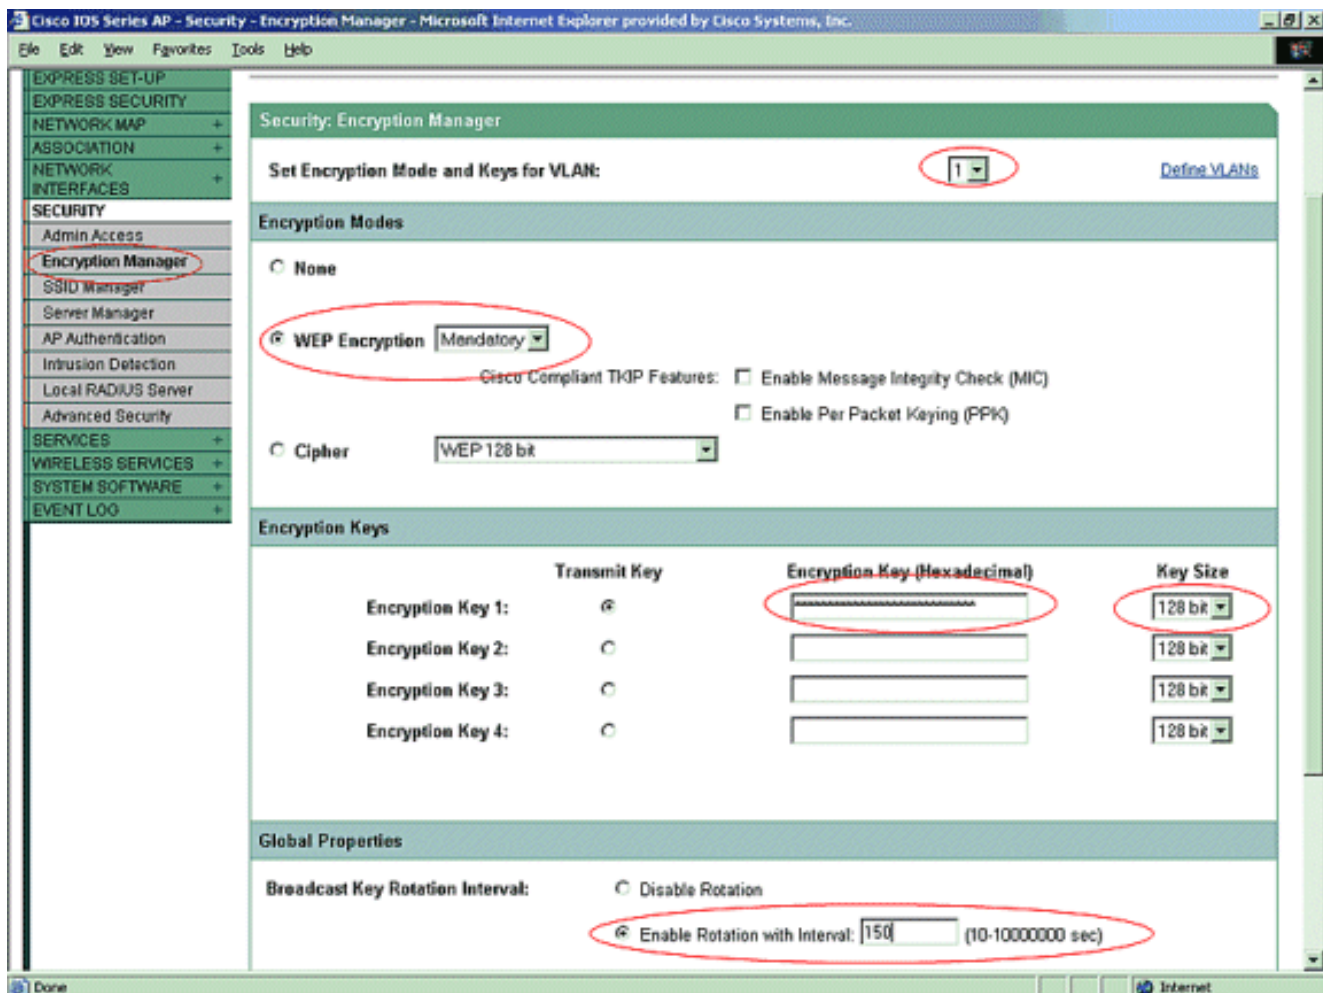 Cisco IOS Series AP - Security - Encryption Manager - Microsoft Internet Explorer provided by Cisco Systems, Inc.
File Edit View Favorites Tools Help
EXPRESS SET-UP
EXPRESS SECURITY
NETWORK MAP +
ASSOCIATION +
NETWORK
INTERFACES +
SECURITY
Admin Access
Encryption Manager
SSID Manager
Server Manager
AP Authentication
Intrusion Detection
Local RADIUS Server
Advanced Security
SERVICES +
WIRELESS SERVICES +
SYSTEM SOFTWARE +
EVENT LOG +
Security: Encryption Manager
Set Encryption Mode and Keys for VLAN: 1 Define VLANs
Encryption Modes
None
WEP Encryption Mandatory
Cisco Compliant TKIP Features: Enable Message Integrity Check (MIC)
Enable Per Packet Keying (PPK)
Cipher WEP 128 bit
Encryption Keys
Transmit Key Encryption Key (Hexadecimal) Key Size
Encryption Key 1: 128 bit
Encryption Key 2: 128 bit
Encryption Key 3: 128 bit
Encryption Key 4: 128 bit
Global Properties
Broadcast Key Rotation Interval: Disable Rotation
Enable Rotation with Interval: 150 (10-10000000 sec)
Done Internet